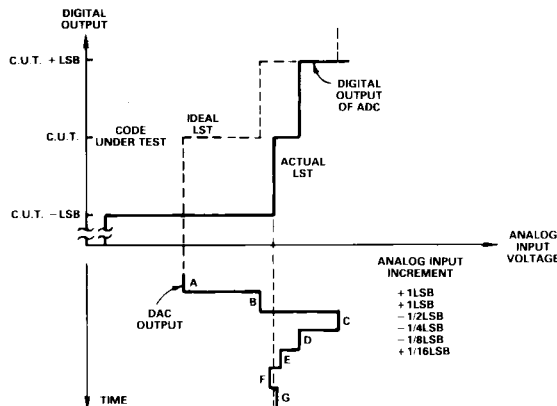 DIGITAL
OUTPUT
C.U.T. + LSB
DIGITAL
OUTPUT
OF ADC
IDEAL
LST
C.U.T.
CODE
UNDER TEST
ACTUAL
LST
C.U.T. – LSB
ANALOG
INPUT
VOLTAGE
ANALOG INPUT
INCREMENT
A
+ 1LSB
DAC
OUTPUT
B
+ 1LSB
C
– 1/2LSB
D
– 1/4LSB
E
– 1/8LSB
F
+ 1/16LSB
G
TIME